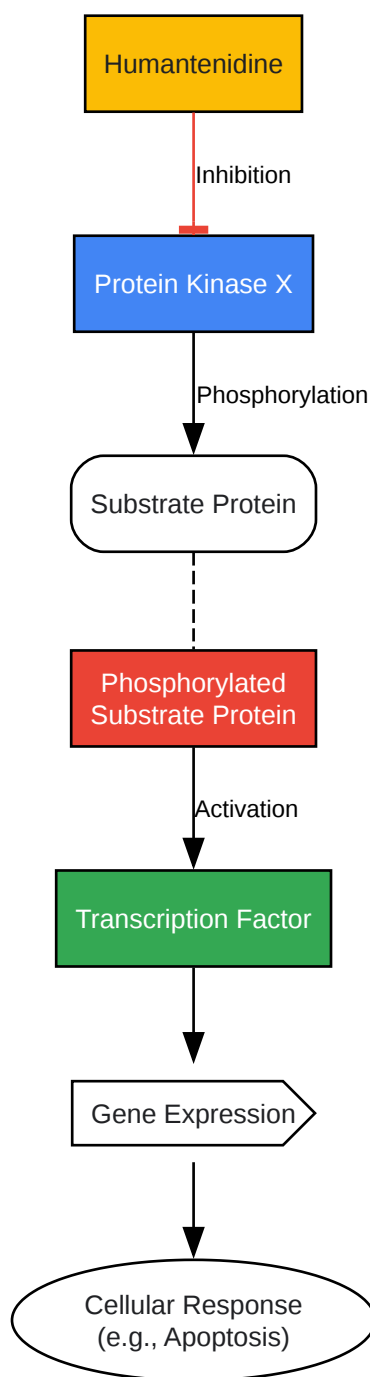 Humantenidine
Inhibition
Protein Kinase X
Phosphorylation
Substrate Protein
Phosphorylated
Substrate Protein
Activation
Transcription Factor
Gene Expression
Cellular Response
(e.g., Apoptosis)